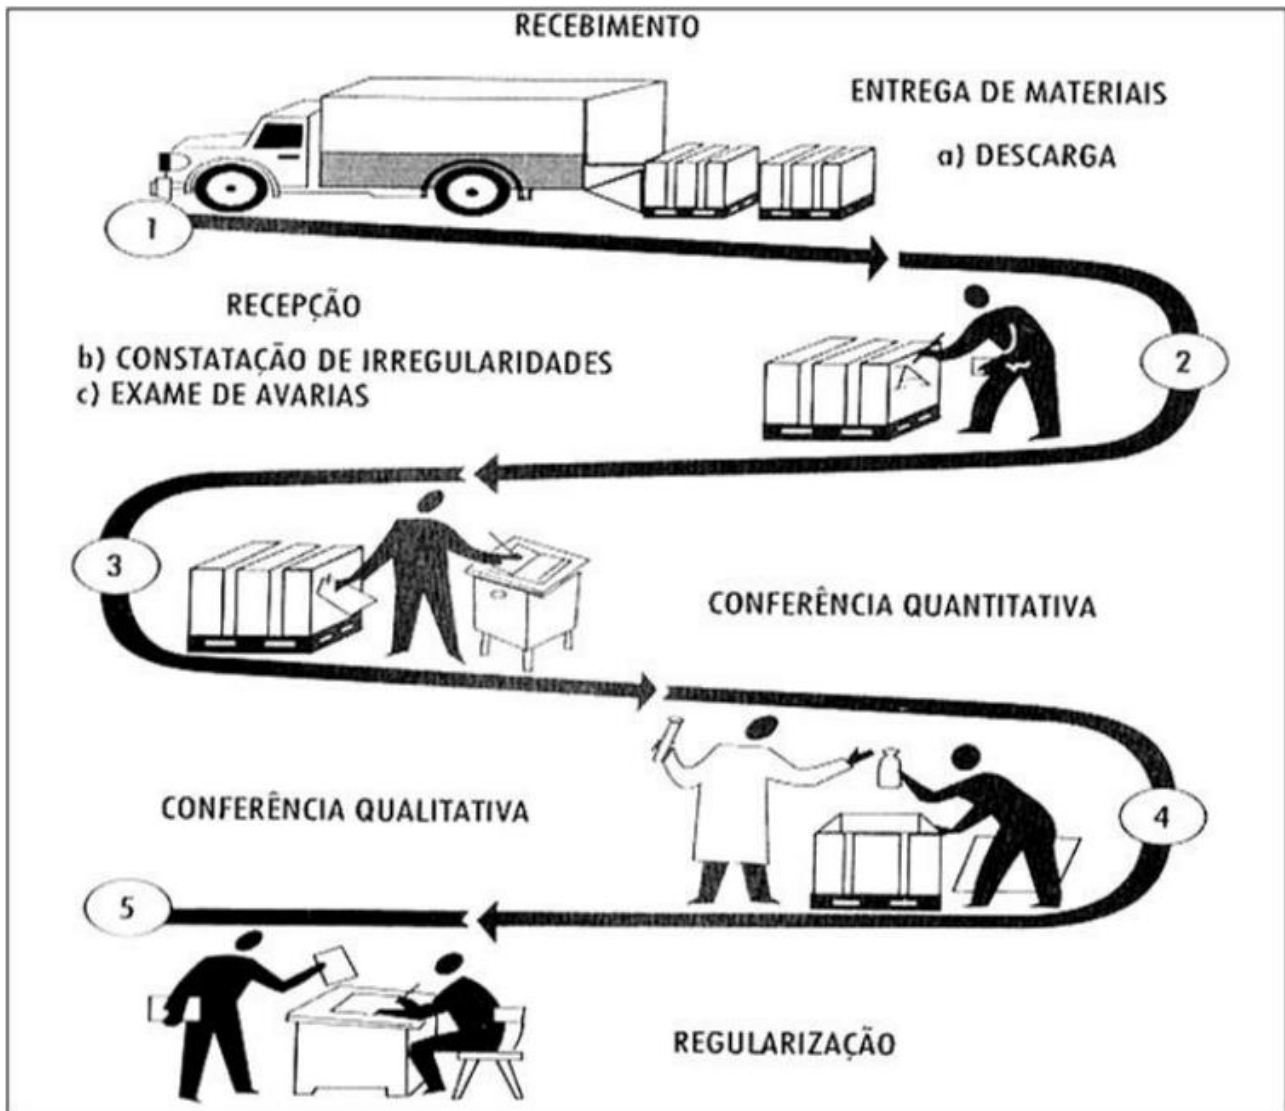 RECEBIMENTO
ENTREGA DE MATERIAIS
a) DESCARGA
1
RECEPÇÃO
b) CONSTATAÇÃO DE IRREGULARIDADES
c) EXAME DE AVARIAS
2
3
CONFERÊNCIA QUANTITATIVA
CONFERÊNCIA QUALITATIVA
4
5
REGULARIZAÇÃO